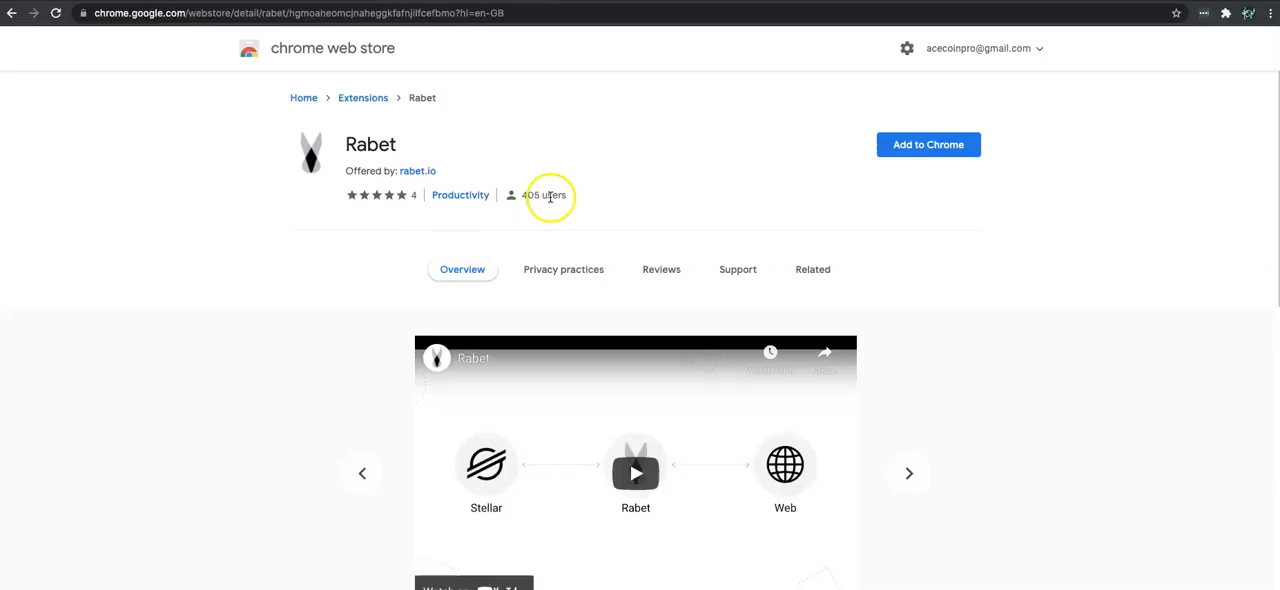 chrome.google.com/webstore/detail/rabet/hgmoaheomcjnaheggkfafnjilfcefbmo?hl=en-GB
chrome web store
acecoinpro@gmail.com
Home > Extensions > Rabet
Rabet
Add to Chrome
Offered by: rabet.io
4
Productivity
405 users
Overview
Privacy practices
Reviews
Support
Related
Rabet
Stellar
Rabet
Web